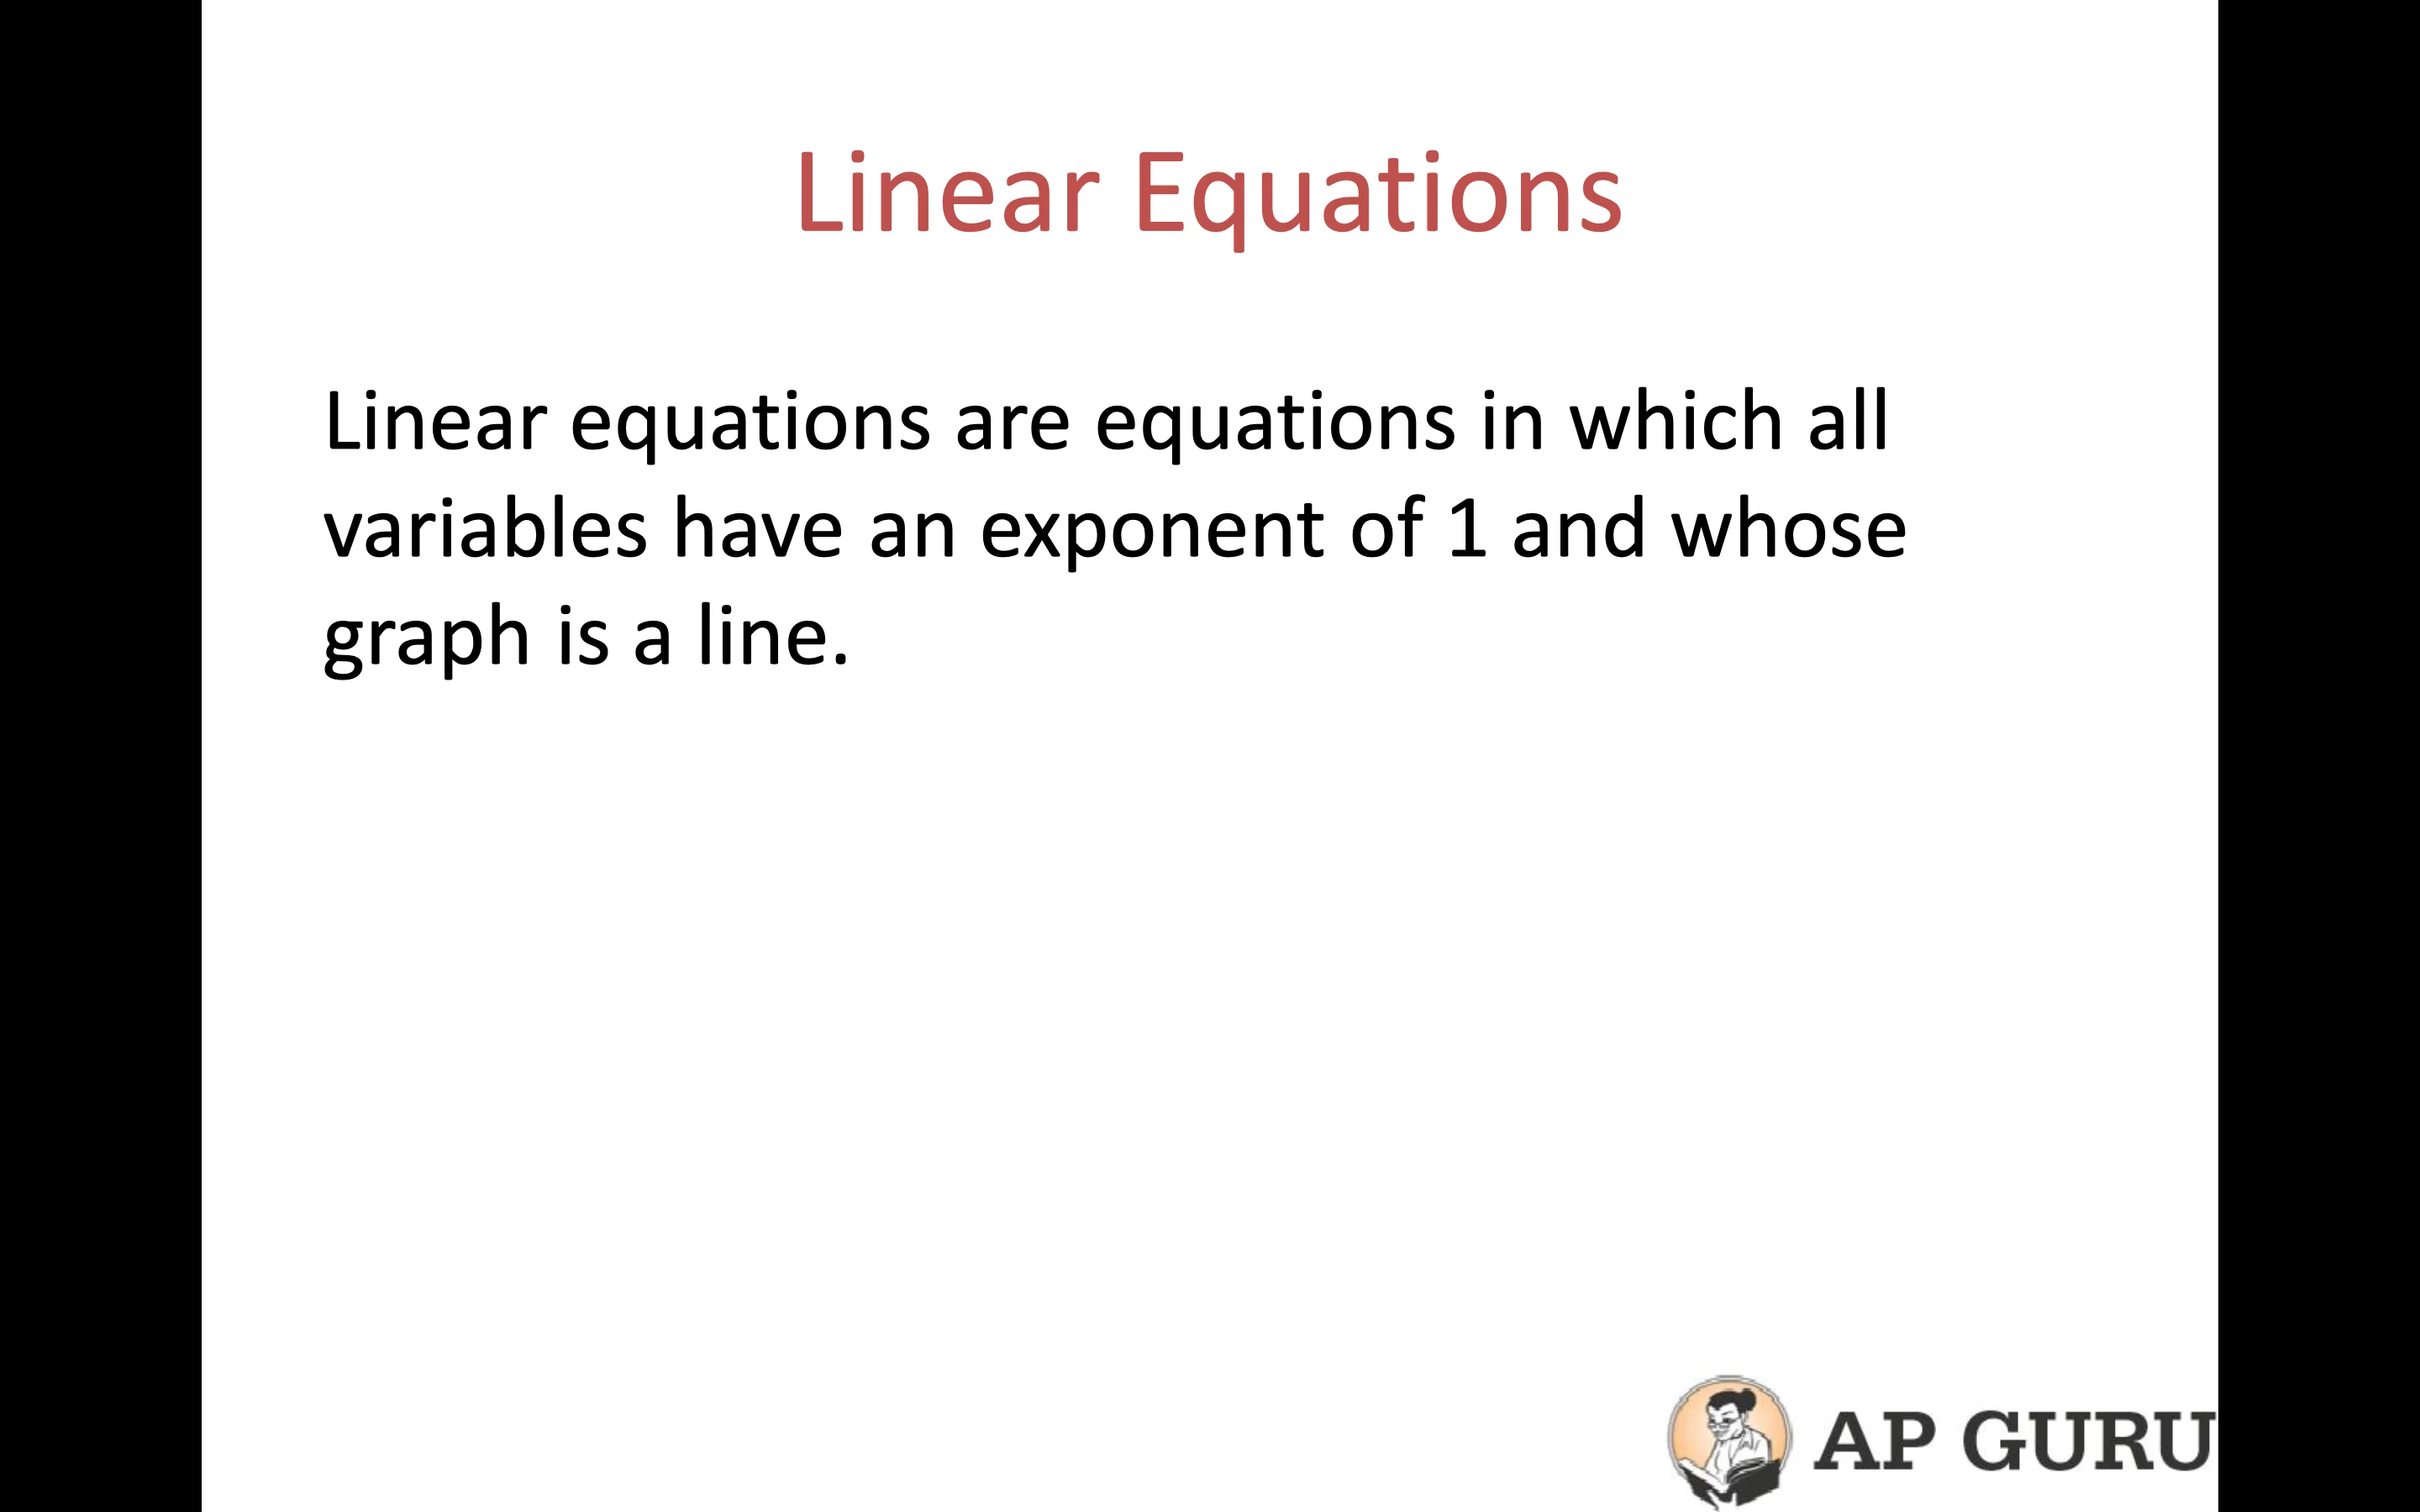 Linear Equations
Linear equations are equations in which all
variables have an exponent of 1 and whose
graph is a line.
AP GURU